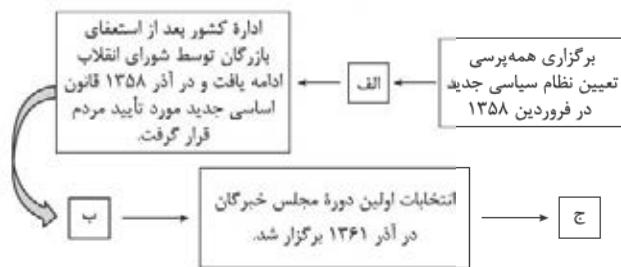 برگزاری همه‌پرسی
تعیین نظام سیاسی جدید
در فروردین ۱۳۵۸
الف
ادارهٔ کشور بعد از استعفای
بازرگان توسط شورای انقلاب
ادامه یافت و در آذر ۱۳۵۸ قانون
اساسی جدید مورد تأیید مردم
قرار گرفت.
ب
انتخابات اولین دورهٔ مجلس خبرگان
در آذر ۱۳۶۱ برگزار شد.
ج